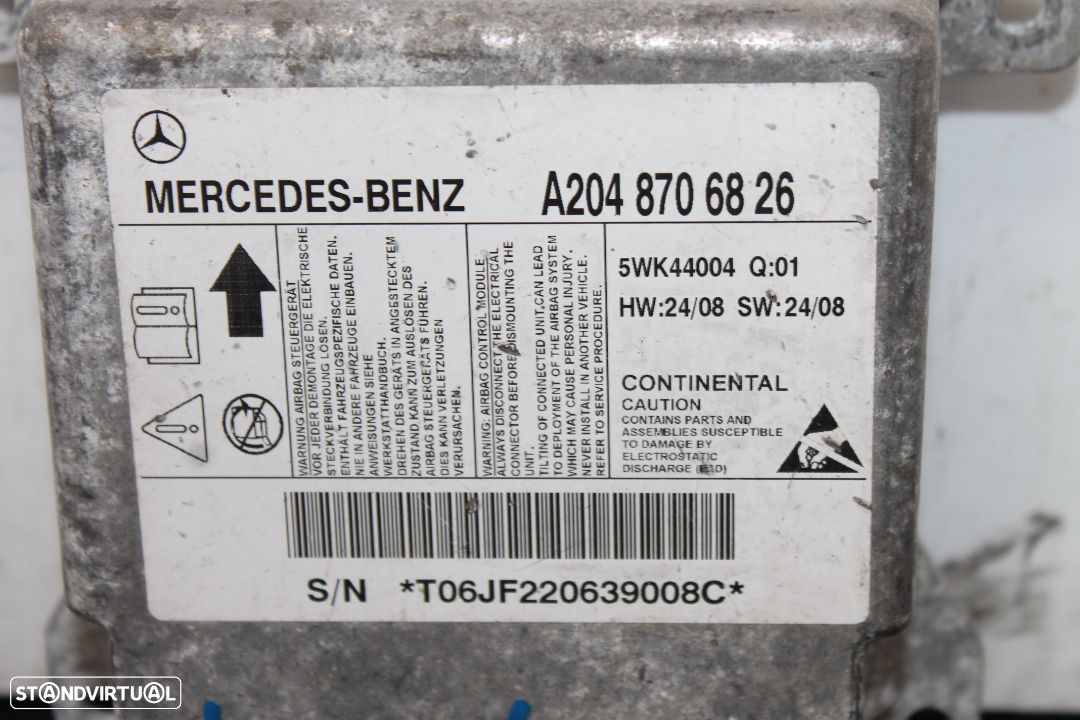 MERCEDES-BENZ
A204 870 68 26
WARNUNG AIRBAG STEUERGERÄT
VOR JEDER DEMONTAGE DIE ELEKTRISCHE
STECKVERBINDUNG LÖSEN.
ENTHÄLT FAHRZEUGSPEZIFISCHE DATEN.
NIE IN ANDERE FAHRZEUGE EINBAUEN.
ANWEISUNGEN SIEHE
WERKSTATTHANDBUCH.
DREHEN DES GERÄTS IN ANGSTECKTEM
ZUSTAND KANN ZUM AUSLÖSEN DES
AIRBAG STEUERGERÄTS FÜHREN.
DIES KANN VERLETZUNGEN
VERURSACHEN.
WARNING: AIRBAG CONTROL MODULE
ALWAYS DISCONNECT THE ELECTRICAL
CONNECTOR BEFORE DISMOUNTING THE
UNIT.
TILTING OF CONNECTED UNIT, CAN LEAD
TO DEPLOYMENT OF THE AIRBAG SYSTEM
WHICH MAY CAUSE PERSONAL INJURY.
NEVER INSTALL IN ANOTHER VEHICLE.
REFER TO SERVICE PROCEDURE.
5WK44004 Q:01
HW:24/08 SW:24/08
CONTINENTAL
CAUTION
CONTAINS PARTS AND
ASSEMBLIES SUSCEPTIBLE
TO DAMAGE BY
ELECTROSTATIC
DISCHARGE (ESD)
S/N *T06JF220639008C*
STANDVIRTUAL